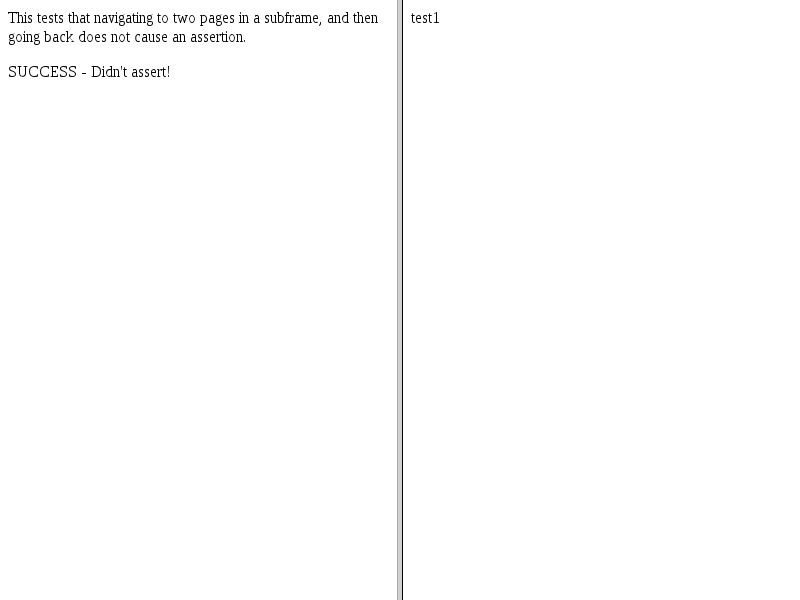 This tests that navigating to two pages in a subframe, and then
going back does not cause an assertion.
SUCCESS - Didn't assert!
test1